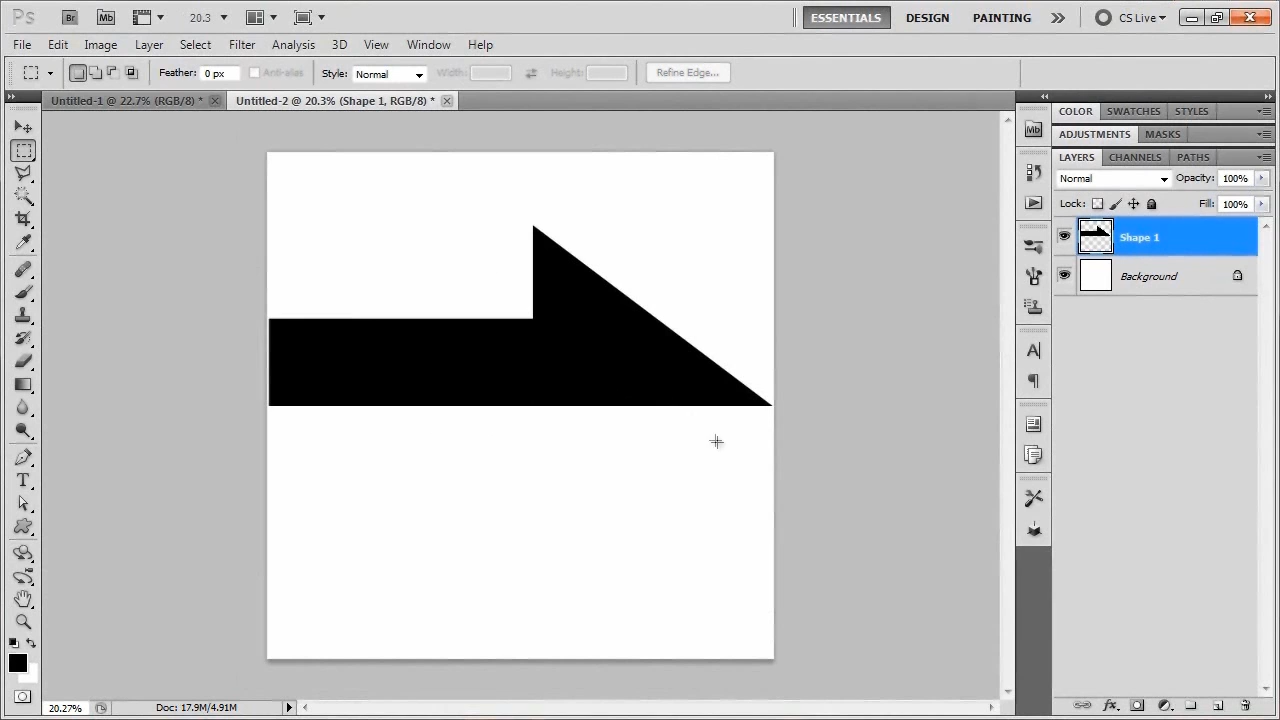 Ps Br Mb 20.3 ESSENTIALS DESIGN PAINTING CS Live
File Edit Image Layer Select Filter Analysis 3D View Window Help
Feather: 0 px Anti-alias Style: Normal Width: Height: Refine Edge...
Untitled-1 @ 22.7% (RGB/8) * Untitled-2 @ 20.3% (Shape 1, RGB/8) *
COLOR SWATCHES STYLES
Mb
ADJUSTMENTS MASKS
LAYERS CHANNELS PATHS
Normal Opacity: 100%
Lock: Fill: 100%
Shape 1
Background
20.27% Doc: 17.9M/4.91M